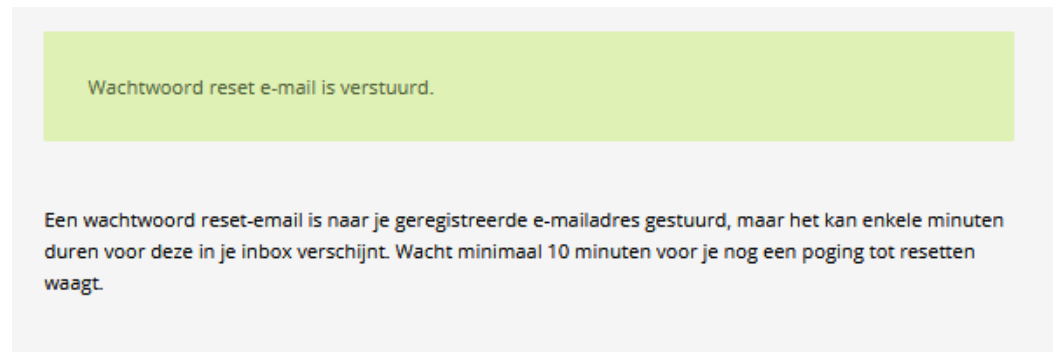 Wachtwoord reset e-mail is verstuurd.
Een wachtwoord reset-email is naar je geregistreerde e-mailadres gestuurd, maar het kan enkele minuten
duren voor deze in je inbox verschijnt. Wacht minimaal 10 minuten voor je nog een poging tot resetten
waagt.